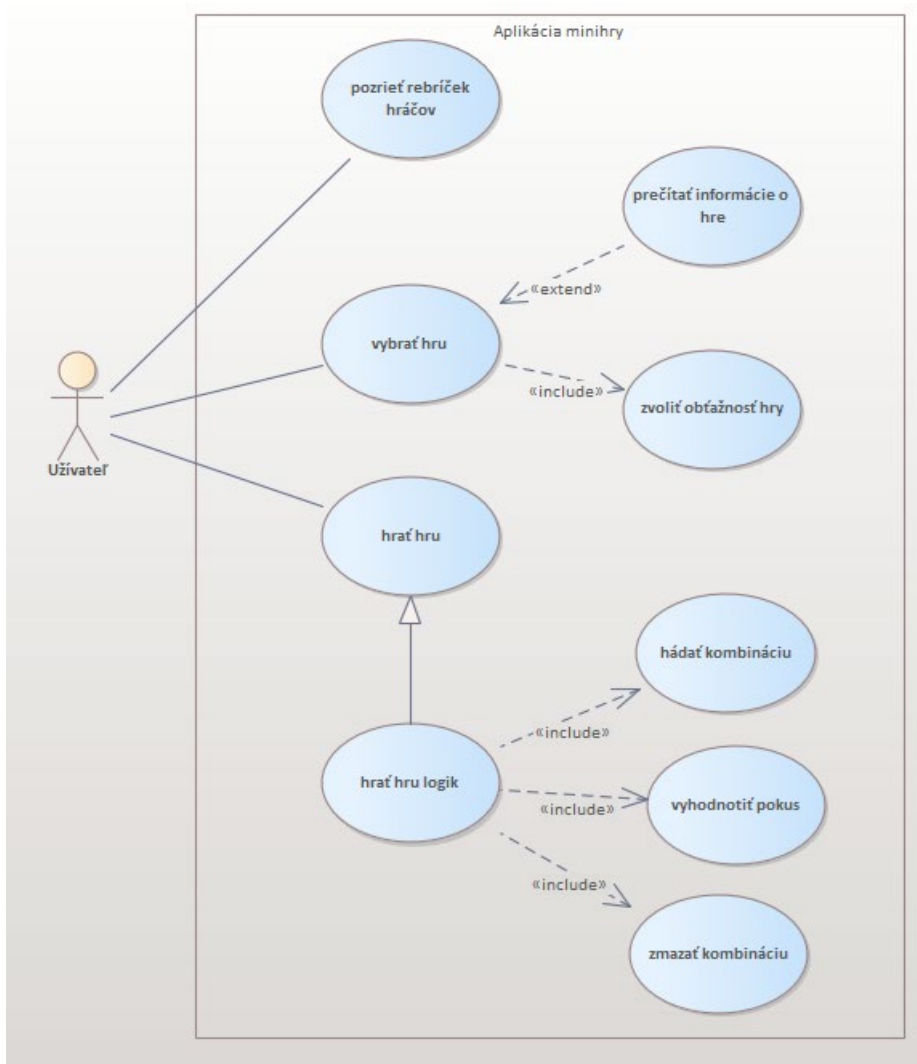 Aplikácia minihry
pozrieť rebríček
hráčov
prečítať informácie o
hre
«extend»
vybrať hru
«include»
zvoliť obťažnosť hry
Užívateľ
hrať hru
hádať kombináciu
«include»
hrať hru logik
vyhodnotiť pokus
«include»
«include»
zmazať kombináciu